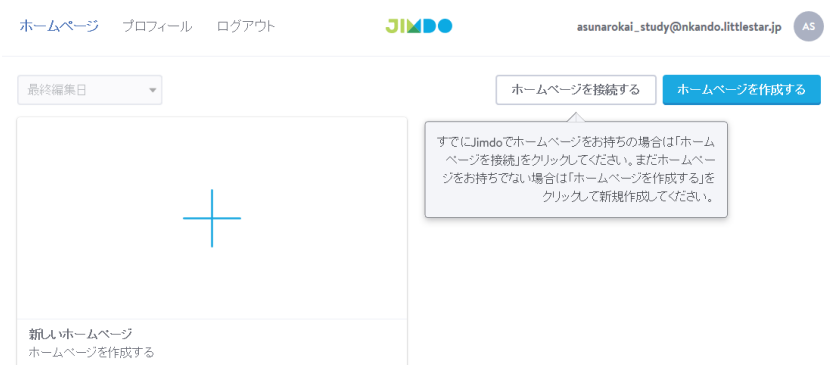 ホームページ プロフィール ログアウト JIMDO asunarokai_study@nkando.littlestar.jp AS
最終編集日 ホームページを接続する ホームページを作成する
すでにJimdoでホームページをお持ちの場合は「ホーム
ページを接続」をクリックしてください。まだホームペー
ジをお持ちでない場合は「ホームページを作成する」を
クリックして新規作成してください。
新しいホームページ
ホームページを作成する